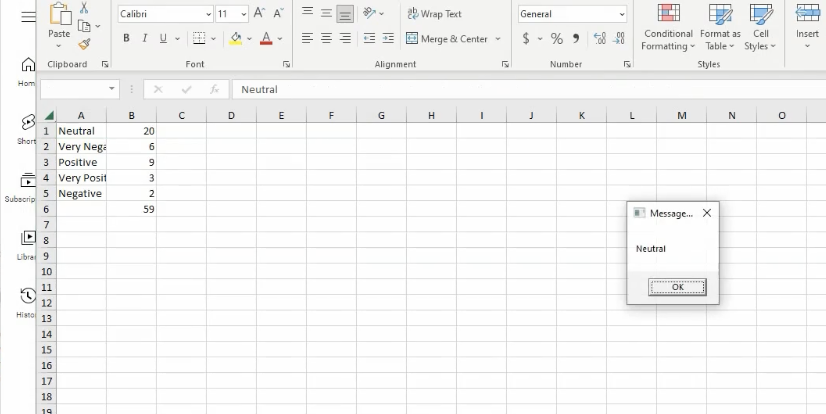 Calibri 11 A^ A˅ Wrap Text General Conditional Format as Cell Insert
Paste B I U A Merge & Center $ % 9 Formatting Table Styles
Clipboard Font Alignment Number Styles
Neutral
A B C D E F G H I J K L M N O
Hom
Short
Subscrip
Librar
Histo
1 Neutral 20
2 Very Nega 6
3 Positive 9
4 Very Posit 3
5 Negative 2
6 59
7
8
9
10
11
12
13
14
15
16
17
18
19
Message...
Neutral
OK